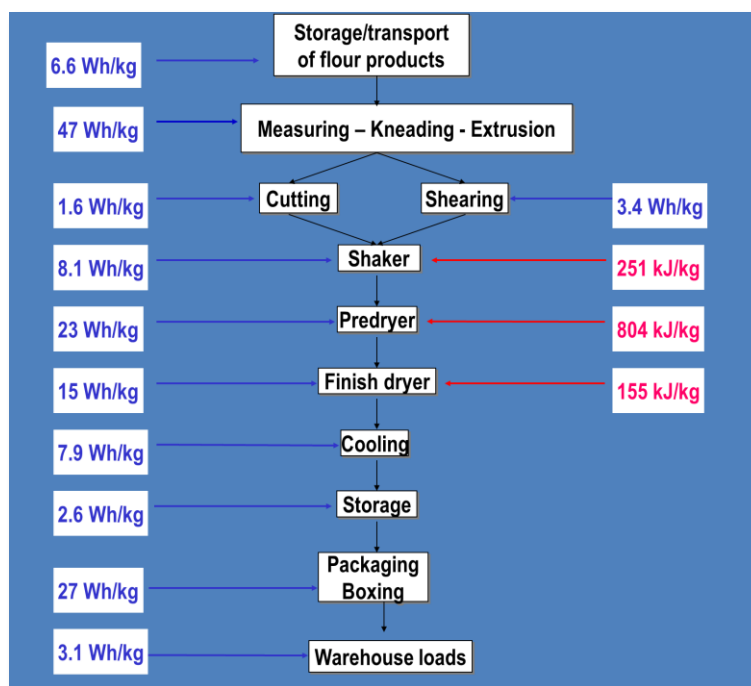 Storage/transport
of flour products
6.6 Wh/kg
47 Wh/kg
Measuring – Kneading - Extrusion
1.6 Wh/kg
Cutting
Shearing
3.4 Wh/kg
8.1 Wh/kg
Shaker
251 kJ/kg
23 Wh/kg
Predryer
804 kJ/kg
15 Wh/kg
Finish dryer
155 kJ/kg
7.9 Wh/kg
Cooling
2.6 Wh/kg
Storage
27 Wh/kg
Packaging
Boxing
3.1 Wh/kg
Warehouse loads